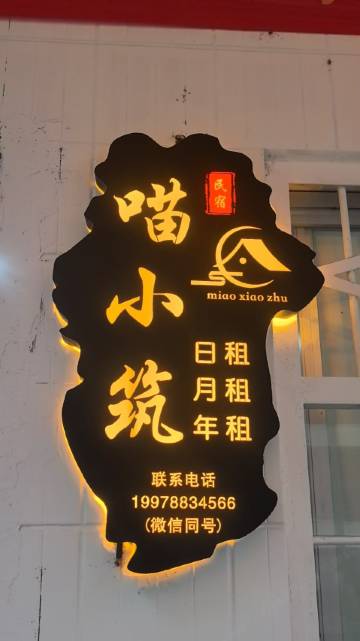 喵小筑
民宿
miao xiao zhu
日租
月租
年租
联系电话
19978834566
(微信同号)